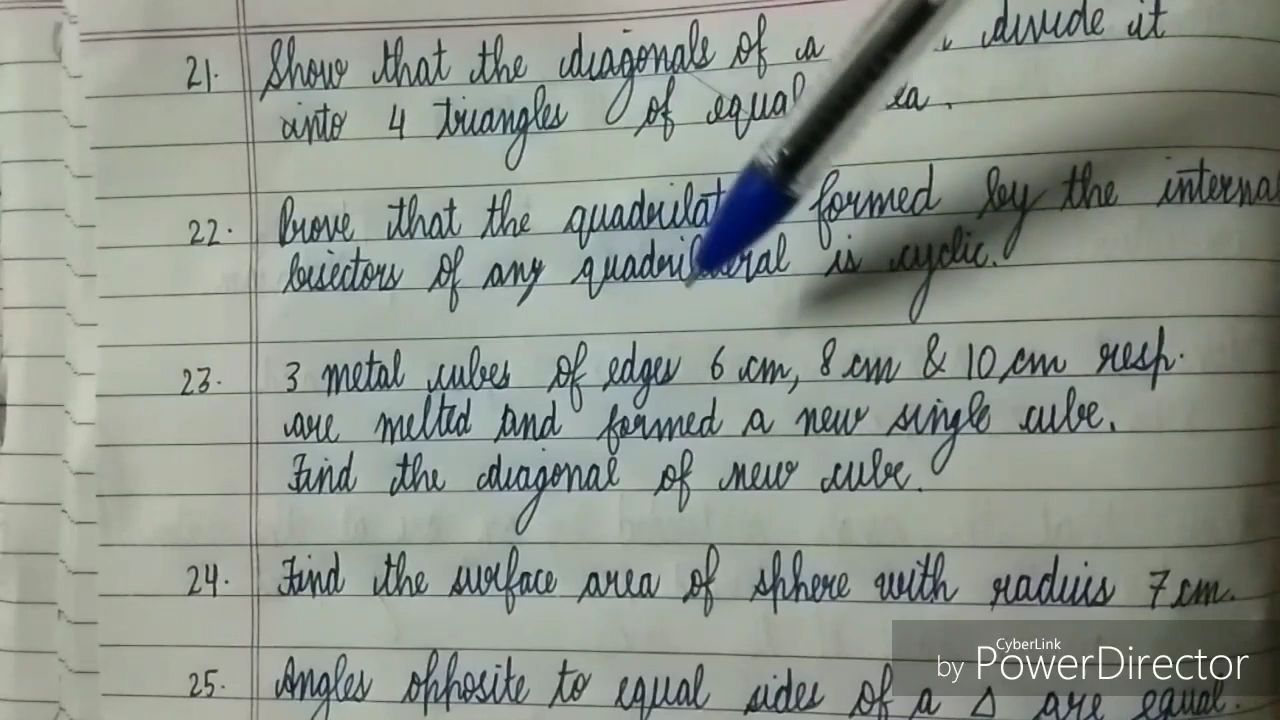 21. Show that the diagonals of a divide it
into 4 triangles of equal
22. Prove that the formed by the interna
bisectors of any quadrilateral is cyclic.
23. 3 metal cubes of edges 6 cm, 8 cm & 10 cm resp.
are melted and formed a new single cube.
Find the diagonal of new cube.
24. Find the surface area of sphere with radius 7 cm.
25. Angles opposite to equal sides of a Δ are equal.
CyberLink
by PowerDirector